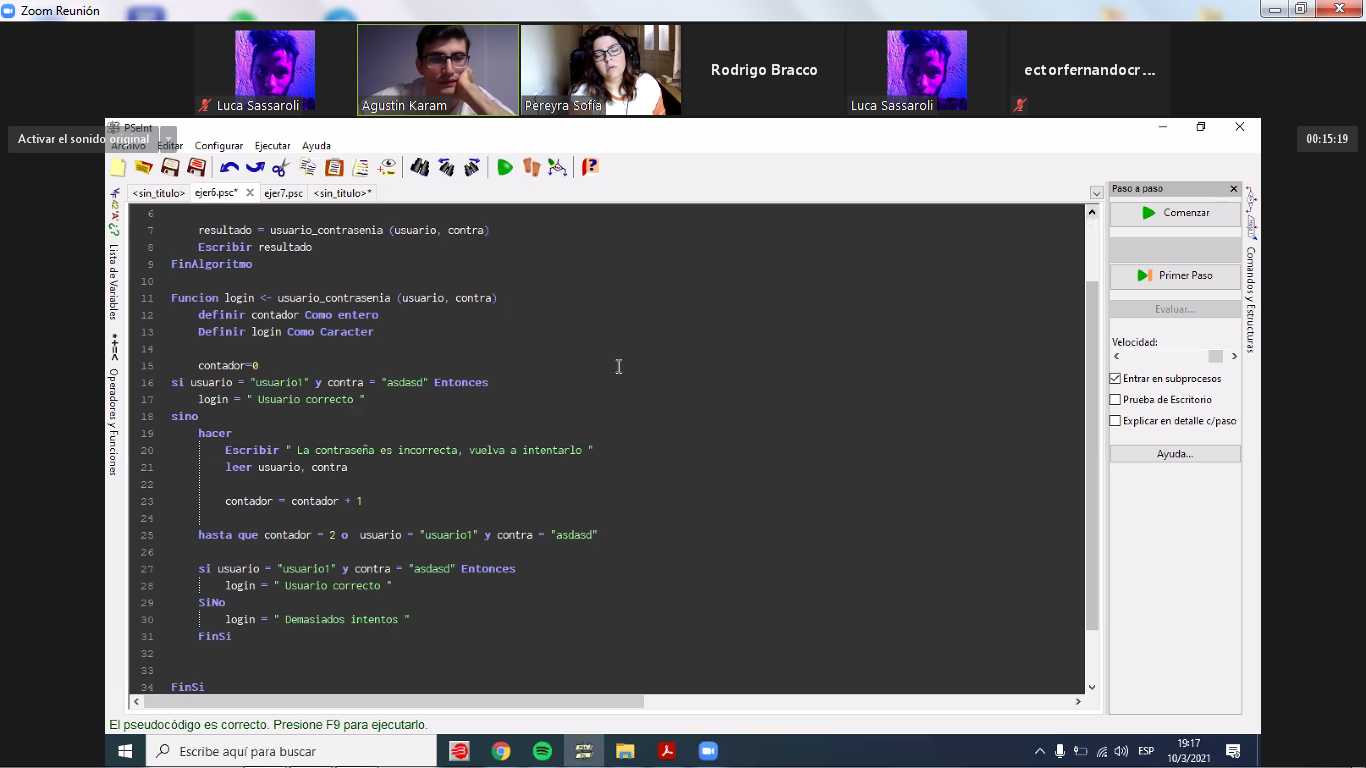 Zoom Reunión
Luca Sassaroli
Agustin Karam
Pereyra Sofía
Rodrigo Bracco
Luca Sassaroli
ectorfernandocr ...
Activar el sonido original
00:15:19
PSeInt
Archivo Editar Configurar Ejecutar Ayuda
<sin_titulo> ejer6.psc* X ejer7.psc <sin_titulo>*
Lista de Variables
*+=< Operadores y Funciones
6
7 resultado = usuario_contrasenia (usuario, contra)
8 Escribir resultado
9 FinAlgoritmo
10
11 Funcion login <- usuario_contrasenia (usuario, contra)
12 definir contador Como entero
13 Definir login Como Caracter
14
15 contador=0
16 si usuario = "usuario1" y contra = "asdasd" Entonces
17 login = " Usuario correcto "
18 sino
19 hacer
20 Escribir " La contraseña es incorrecta, vuelva a intentarlo "
21 leer usuario, contra
22
23 contador = contador + 1
24
25 hasta que contador = 2 o  usuario = "usuario1" y contra = "asdasd"
26
27 si usuario = "usuario1" y contra = "asdasd" Entonces
28 login = " Usuario correcto "
29 SiNo
30 login = " Demasiados intentos "
31 FinSi
32
33
34 FinSi
Paso a paso
Comenzar
Primer Paso
Evaluar...
Velocidad:
Entrar en subprocesos
Prueba de Escritorio
Explicar en detalle c/paso
Ayuda...
Comandos y Estructuras
El pseudocódigo es correcto. Presione F9 para ejecutarlo.
Escribe aquí para buscar
ESP
19:17
10/3/2021